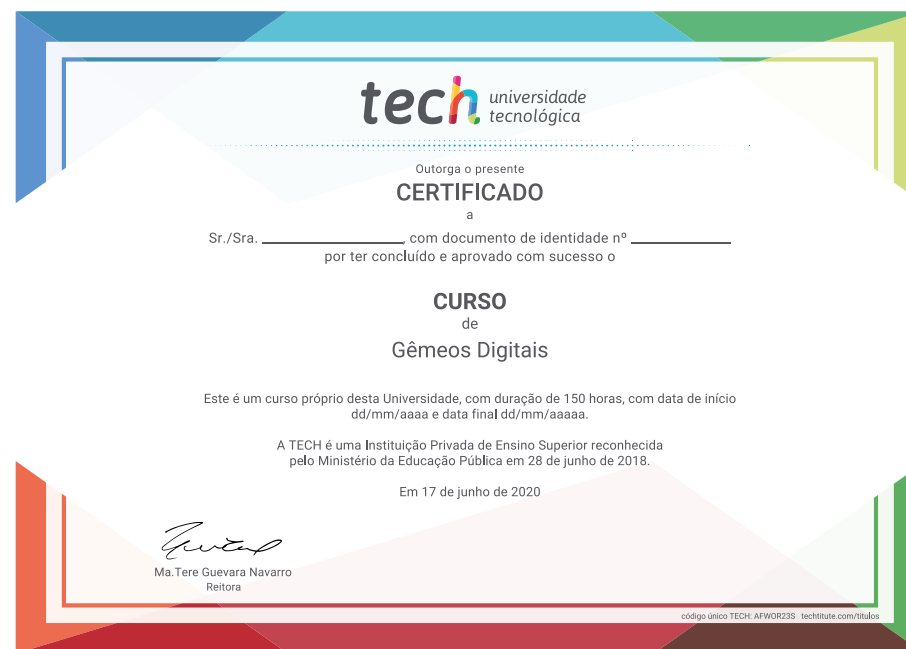 tech universidade
tecnológica
Outorga o presente
CERTIFICADO
a
Sr./Sra. ________________, com documento de identidade nº ____________
por ter concluído e aprovado com sucesso o
CURSO
de
Gêmeos Digitais
Este é um curso próprio desta Universidade, com duração de 150 horas, com data de início
dd/mm/aaaa e data final dd/mm/aaaaa.
A TECH é uma Instituição Privada de Ensino Superior reconhecida
pelo Ministério da Educação Pública em 28 de junho de 2018.
Em 17 de junho de 2020
Ma.Tere Guevara Navarro
Reitora
código único TECH: AFWOR23S techtitute.com/titulos